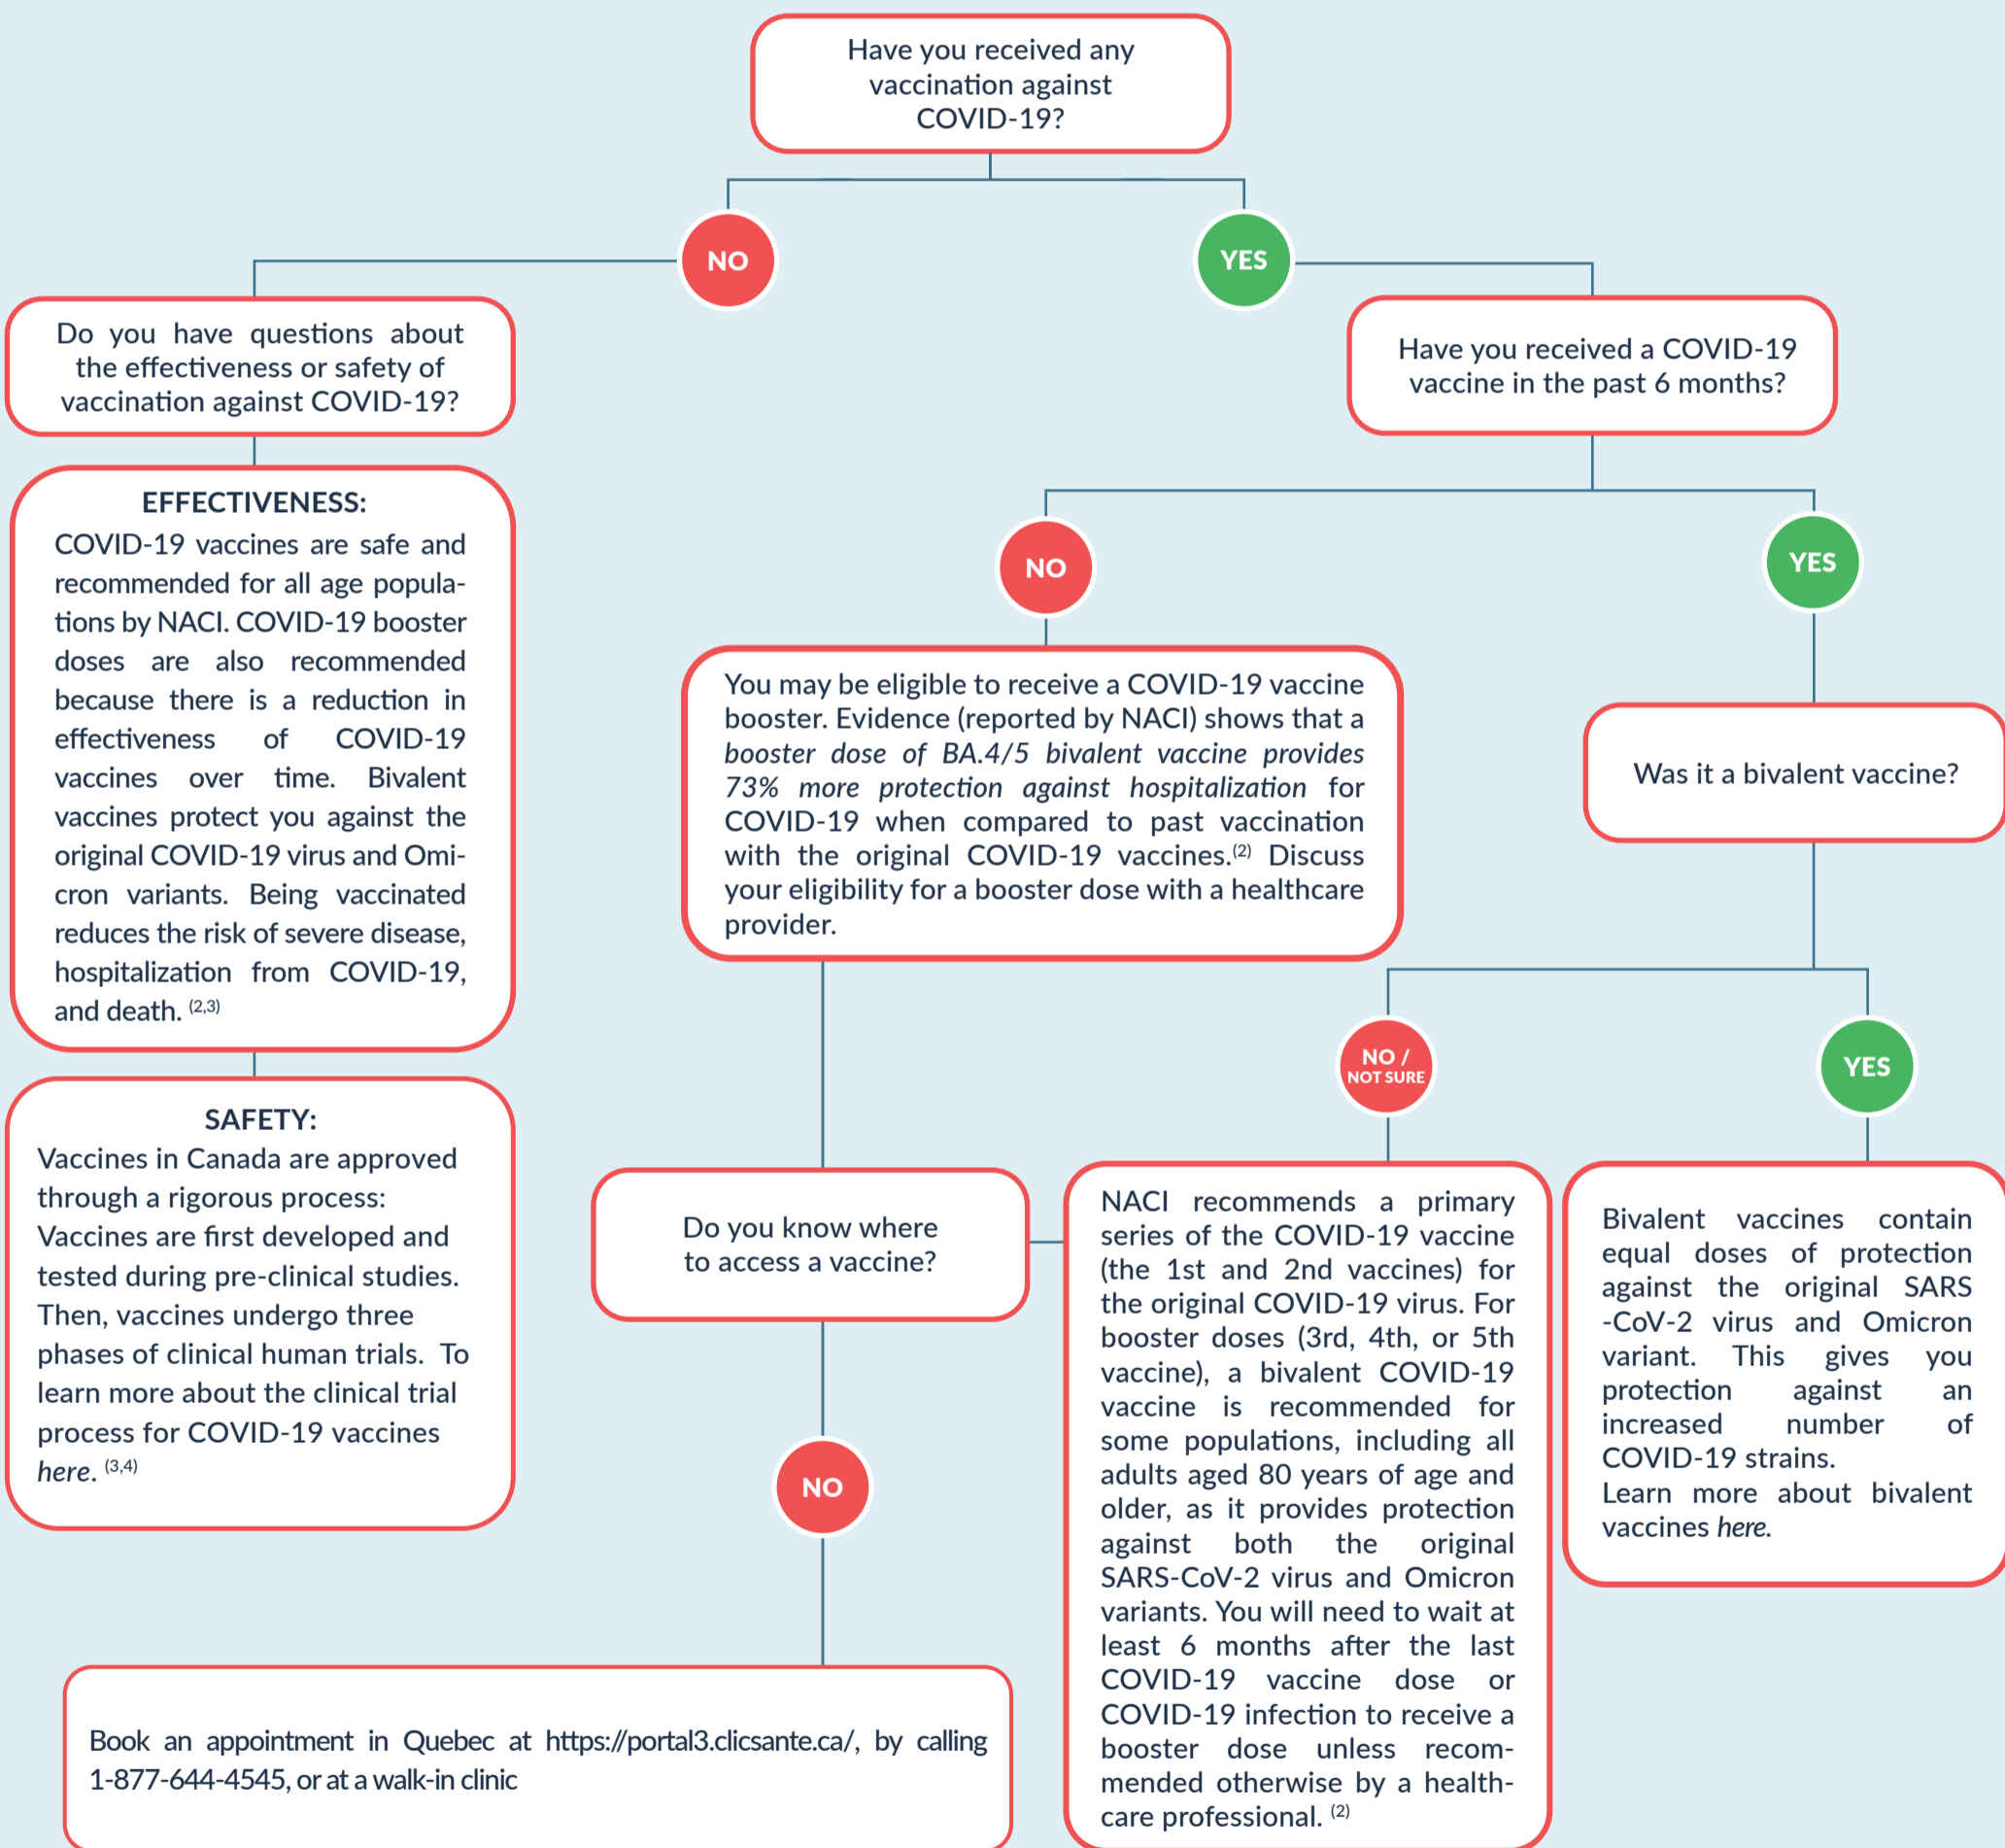 Have you received any
vaccination against
COVID-19?
NO
YES
Do you have questions about
the effectiveness or safety of
vaccination against COVID-19?
Have you received a COVID-19
vaccine in the past 6 months?
EFFECTIVENESS:
COVID-19 vaccines are safe and
recommended for all age popula-
tions by NACI. COVID-19 booster
doses are also recommended
because there is a reduction in
effectiveness of COVID-19
vaccines over time. Bivalent
vaccines protect you against the
original COVID-19 virus and Omi-
cron variants. Being vaccinated
reduces the risk of severe disease,
hospitalization from COVID-19,
and death. (2,3)
NO
YES
You may be eligible to receive a COVID-19 vaccine
booster. Evidence (reported by NACI) shows that a
booster dose of BA.4/5 bivalent vaccine provides
73% more protection against hospitalization for
COVID-19 when compared to past vaccination
with the original COVID-19 vaccines.(2) Discuss
your eligibility for a booster dose with a healthcare
provider.
Was it a bivalent vaccine?
NO /
NOT SURE
YES
SAFETY:
Vaccines in Canada are approved
through a rigorous process:
Vaccines are first developed and
tested during pre-clinical studies.
Then, vaccines undergo three
phases of clinical human trials. To
learn more about the clinical trial
process for COVID-19 vaccines
here. (3,4)
Do you know where
to access a vaccine?
NACI recommends a primary
series of the COVID-19 vaccine
(the 1st and 2nd vaccines) for
the original COVID-19 virus. For
booster doses (3rd, 4th, or 5th
vaccine), a bivalent COVID-19
vaccine is recommended for
some populations, including all
adults aged 80 years of age and
older, as it provides protection
against both the original
SARS-CoV-2 virus and Omicron
variants. You will need to wait at
least 6 months after the last
COVID-19 vaccine dose or
COVID-19 infection to receive a
booster dose unless recom-
mended otherwise by a health-
care professional. (2)
Bivalent vaccines contain
equal doses of protection
against the original SARS
-CoV-2 virus and Omicron
variant. This gives you
protection against an
increased number of
COVID-19 strains.
Learn more about bivalent
vaccines here.
NO
Book an appointment in Quebec at https://portal3.clicsante.ca/, by calling
1-877-644-4545, or at a walk-in clinic